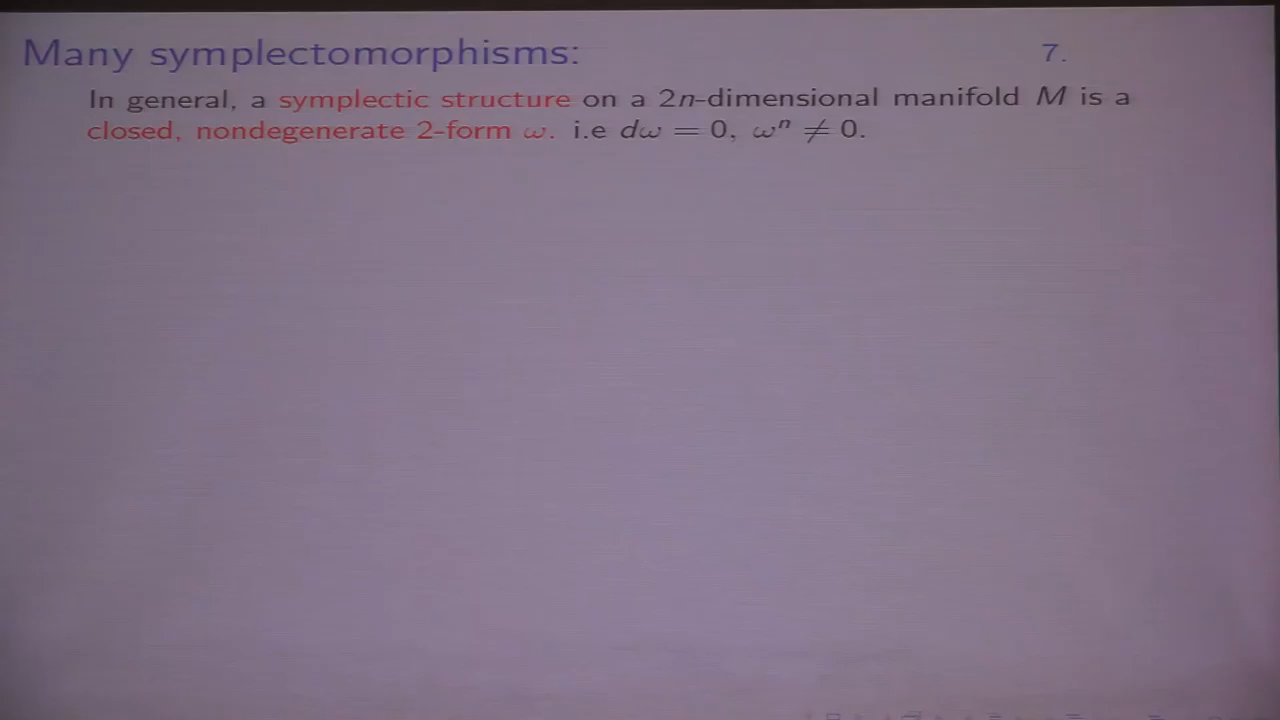 Many symplectomorphisms: 7.
In general, a symplectic structure on a 2n-dimensional manifold M is a
closed, nondegenerate 2-form ω. i.e dω = 0, ωⁿ ≠ 0.